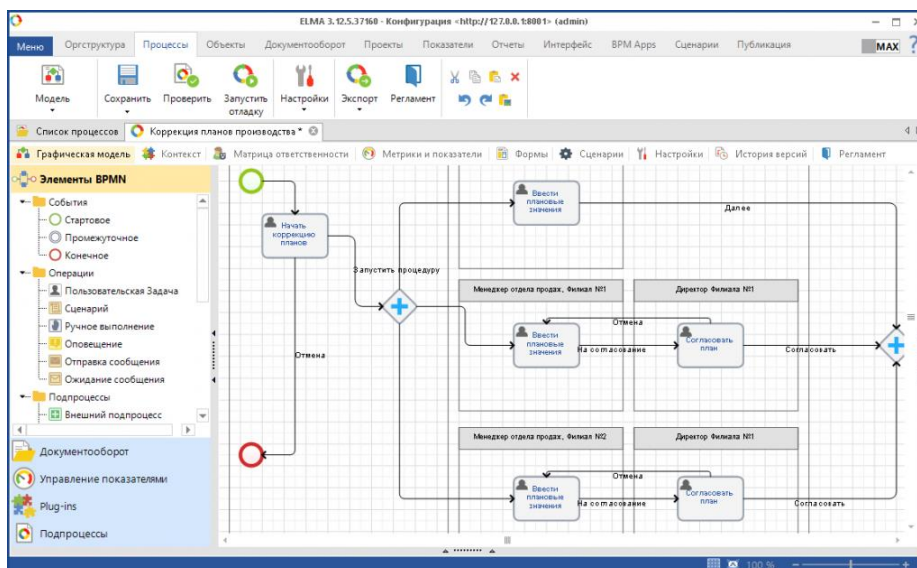 ELMA 3.12.5.37160 - Конфигурация <http://127.0.0.1:8001> (admin)
Меню Оргструктура Процессы Объекты Документооборот Проекты Показатели Отчеты Интерфейс BPM Apps Сценарии Публикация MAX ?
Модель Сохранить Проверить Запустить отладку Настройки Экспорт Регламент
Список процессов Коррекция планов производства*
Графическая модель Контекст Матрица ответственности Метрики и показатели Формы Сценарии Настройки История версий Регламент
Элементы BPMN
События
Стартовое
Промежуточное
Конечное
Операции
Пользовательская Задача
Сценарий
Ручное выполнение
Оповещение
Отправка сообщения
Ожидание сообщения
Подпроцессы
Внешний подпроцесс
Документооборот
Управление показателями
Plug-ins
Подпроцессы
Начать
коррекцию
планов
Запустить процедуру
Отмена
Ввести
плановые
значения
Далее
Менеджер отдела продаж, Филиал №1
Директор Филиала №1
Отмена
Ввести
плановые
значения
На согласование
Согласовать
план
Согласовать
Менеджер отдела продаж, Филиал №2
Директор Филиала №1
Отмена
Ввести
плановые
значения
На согласование
Согласовать
план
Согласовать
100 %